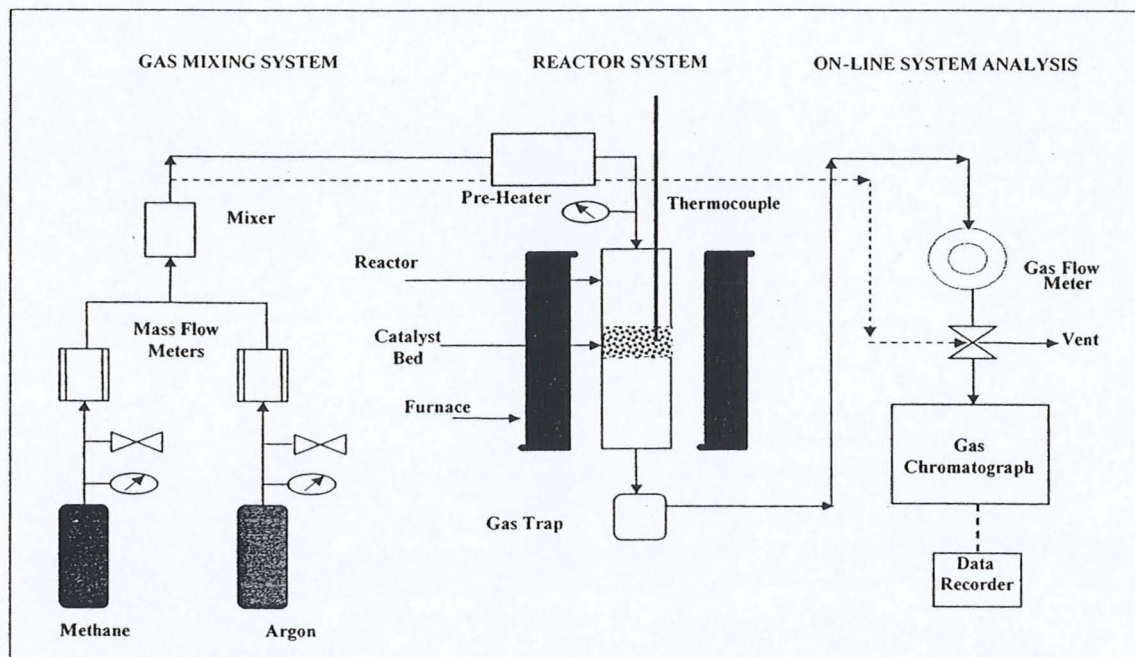 GAS MIXING SYSTEM
REACTOR SYSTEM
ON-LINE SYSTEM ANALYSIS
Pre-Heater
Thermocouple
Mixer
Reactor
Gas Flow
Meter
Mass Flow
Meters
Catalyst
Bed
Vent
Furnace
Gas
Chromatograph
Gas Trap
Data
Recorder
Methane
Argon